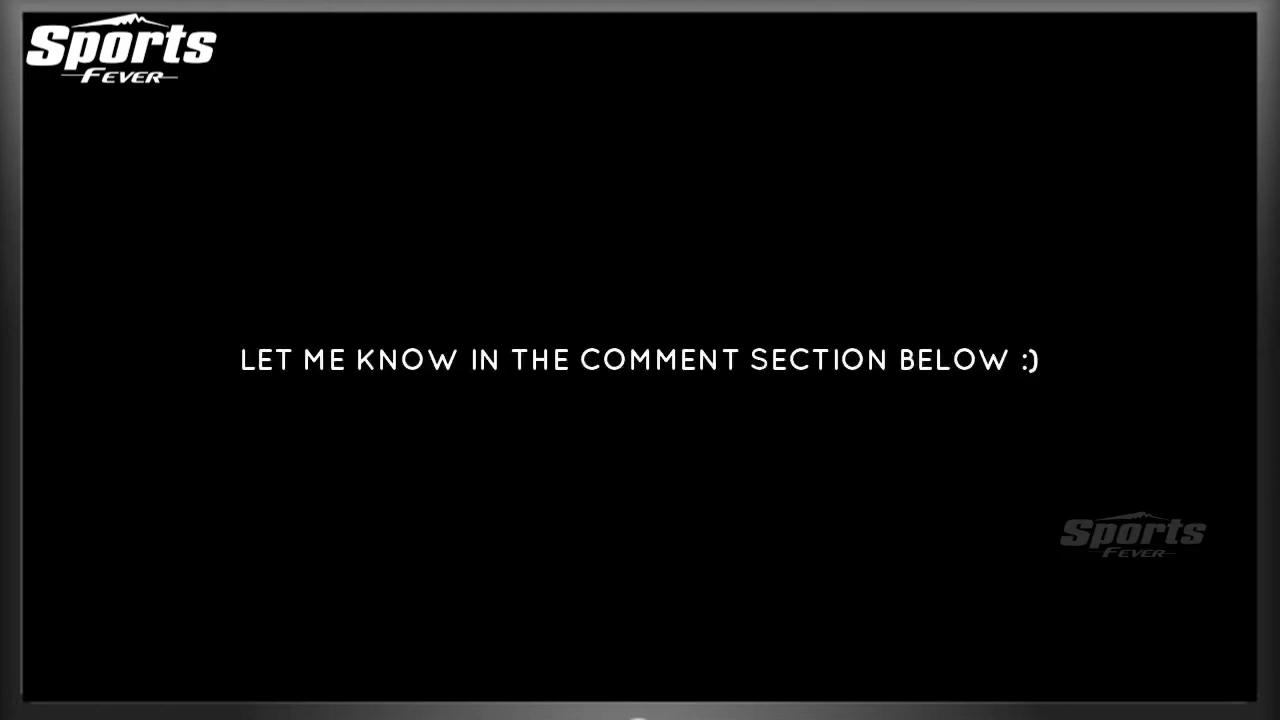 Sports
FEVER
LET ME KNOW IN THE COMMENT SECTION BELOW :)
Sports
FEVER